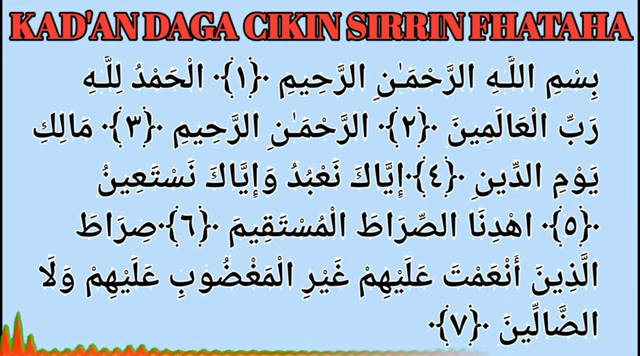 KAD'AN DAGA CIKIN SIRRIN FHATAHA
بِسْمِ اللَّـهِ الرَّحْمَـٰنِ الرَّحِيمِ ﴿١﴾ الْحَمْدُ لِلَّـهِ
رَبِّ الْعَالَمِينَ ﴿٢﴾ الرَّحْمَـٰنِ الرَّحِيمِ ﴿٣﴾ مَالِكِ
يَوْمِ الدِّينِ ﴿٤﴾إِيَّاكَ نَعْبُدُ وَإِيَّاكَ نَسْتَعِينُ
﴿٥﴾ اهْدِنَا الصِّرَاطَ الْمُسْتَقِيمَ ﴿٦﴾صِرَاطَ
الَّذِينَ أَنْعَمْتَ عَلَيْهِمْ غَيْرِ الْمَغْضُوبِ عَلَيْهِمْ وَلَا
الضَّالِّينَ ﴿٧﴾